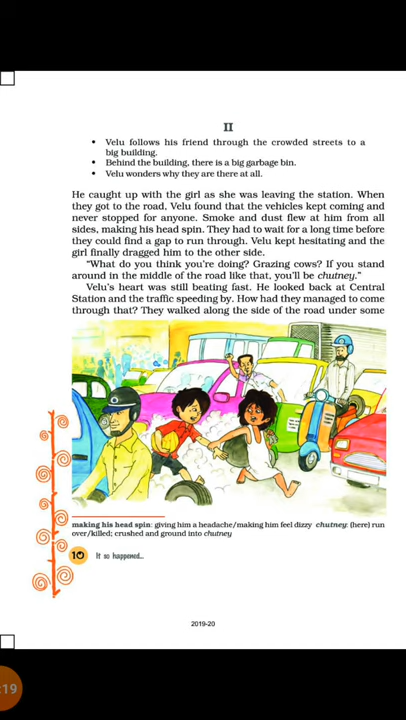 II
• Velu follows his friend through the crowded streets to a
big building.
• Behind the building, there is a big garbage bin.
• Velu wonders why they are there at all.
He caught up with the girl as she was leaving the station. When
they got to the road, Velu found that the vehicles kept coming and
never stopped for anyone. Smoke and dust flew at him from all
sides, making his head spin. They had to wait for a long time before
they could find a gap to run through. Velu kept hesitating and the
girl finally dragged him to the other side.
“What do you think you’re doing? Grazing cows? If you stand
around in the middle of the road like that, you’ll be chutney.”
Velu’s heart was still beating fast. He looked back at Central
Station and the traffic speeding by. How had they managed to come
through that? They walked along the side of the road under some
making his head spin: giving him a headache/making him feel dizzy chutney: (here) run
over/killed; crushed and ground into chutney
10 It so happened...
2019-20
:19